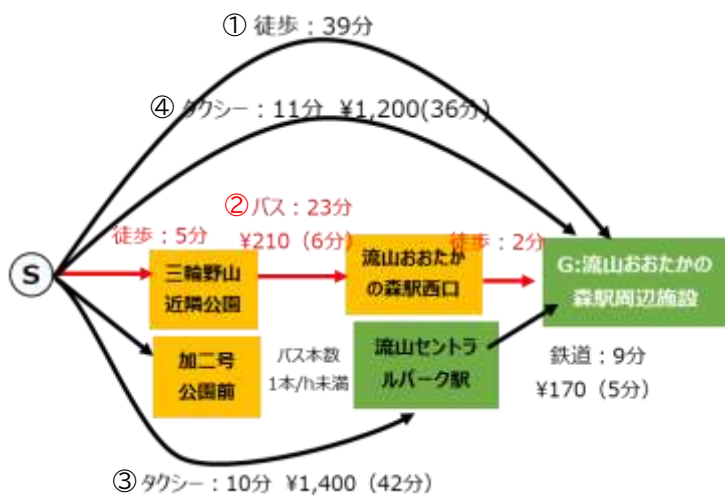 ① 徒歩：39分
④ タクシー：11分 ¥1,200(36分)
② バス：23分
徒歩：5分
¥210（6分）
徒歩：2分
S
三輪野山
近隣公園
流山おおたか
の森駅西口
G:流山おおたかの
森駅周辺施設
加二号
公園前
バス本数
1本/h未満
流山セントラ
ルパーク駅
鉄道：9分
¥170（5分）
③ タクシー：10分 ¥1,400（42分）